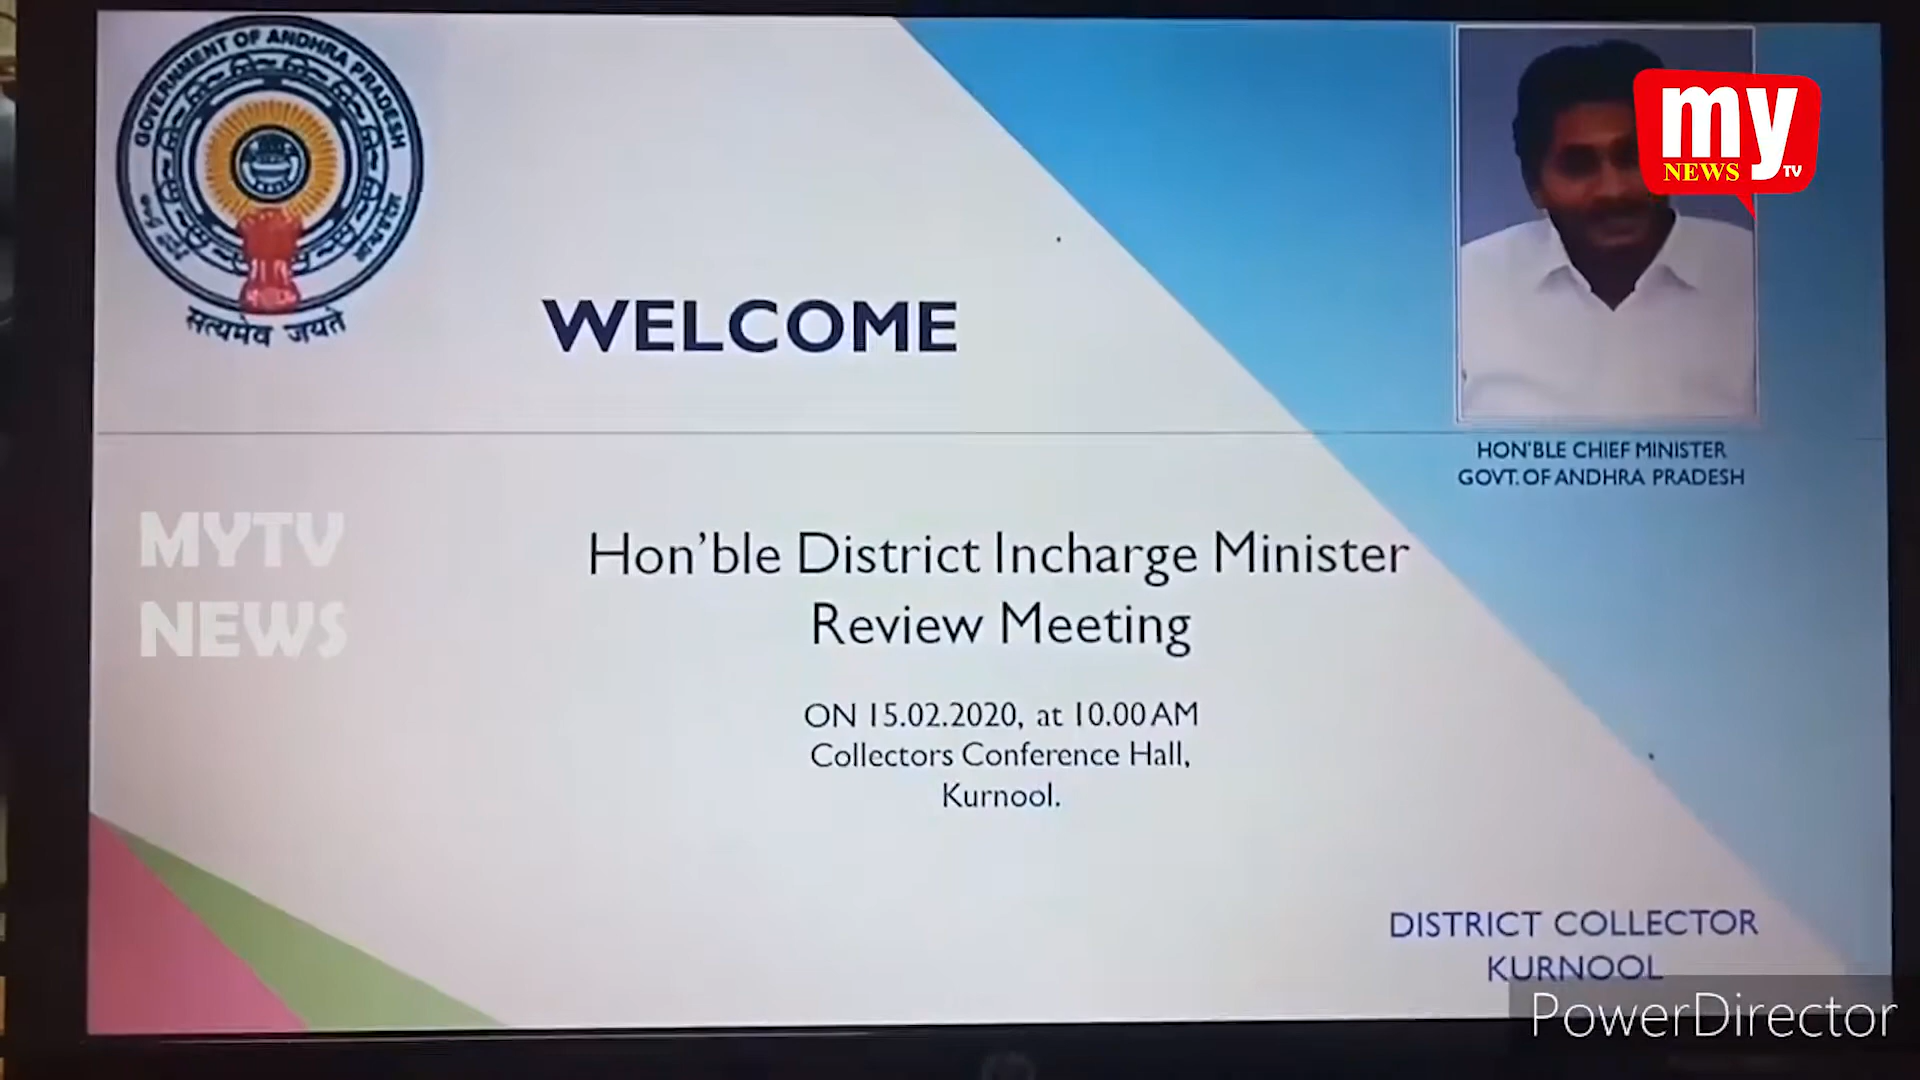 GOVERNMENT OF ANDHRA PRADESH
सत्यमेव जयते
WELCOME
my
NEWS TV
HON'BLE CHIEF MINISTER
GOVT. OF ANDHRA PRADESH
MYTV
NEWS
Hon'ble District Incharge Minister
Review Meeting
ON 15.02.2020, at 10.00 AM
Collectors Conference Hall,
Kurnool.
DISTRICT COLLECTOR
KURNOOL
PowerDirector